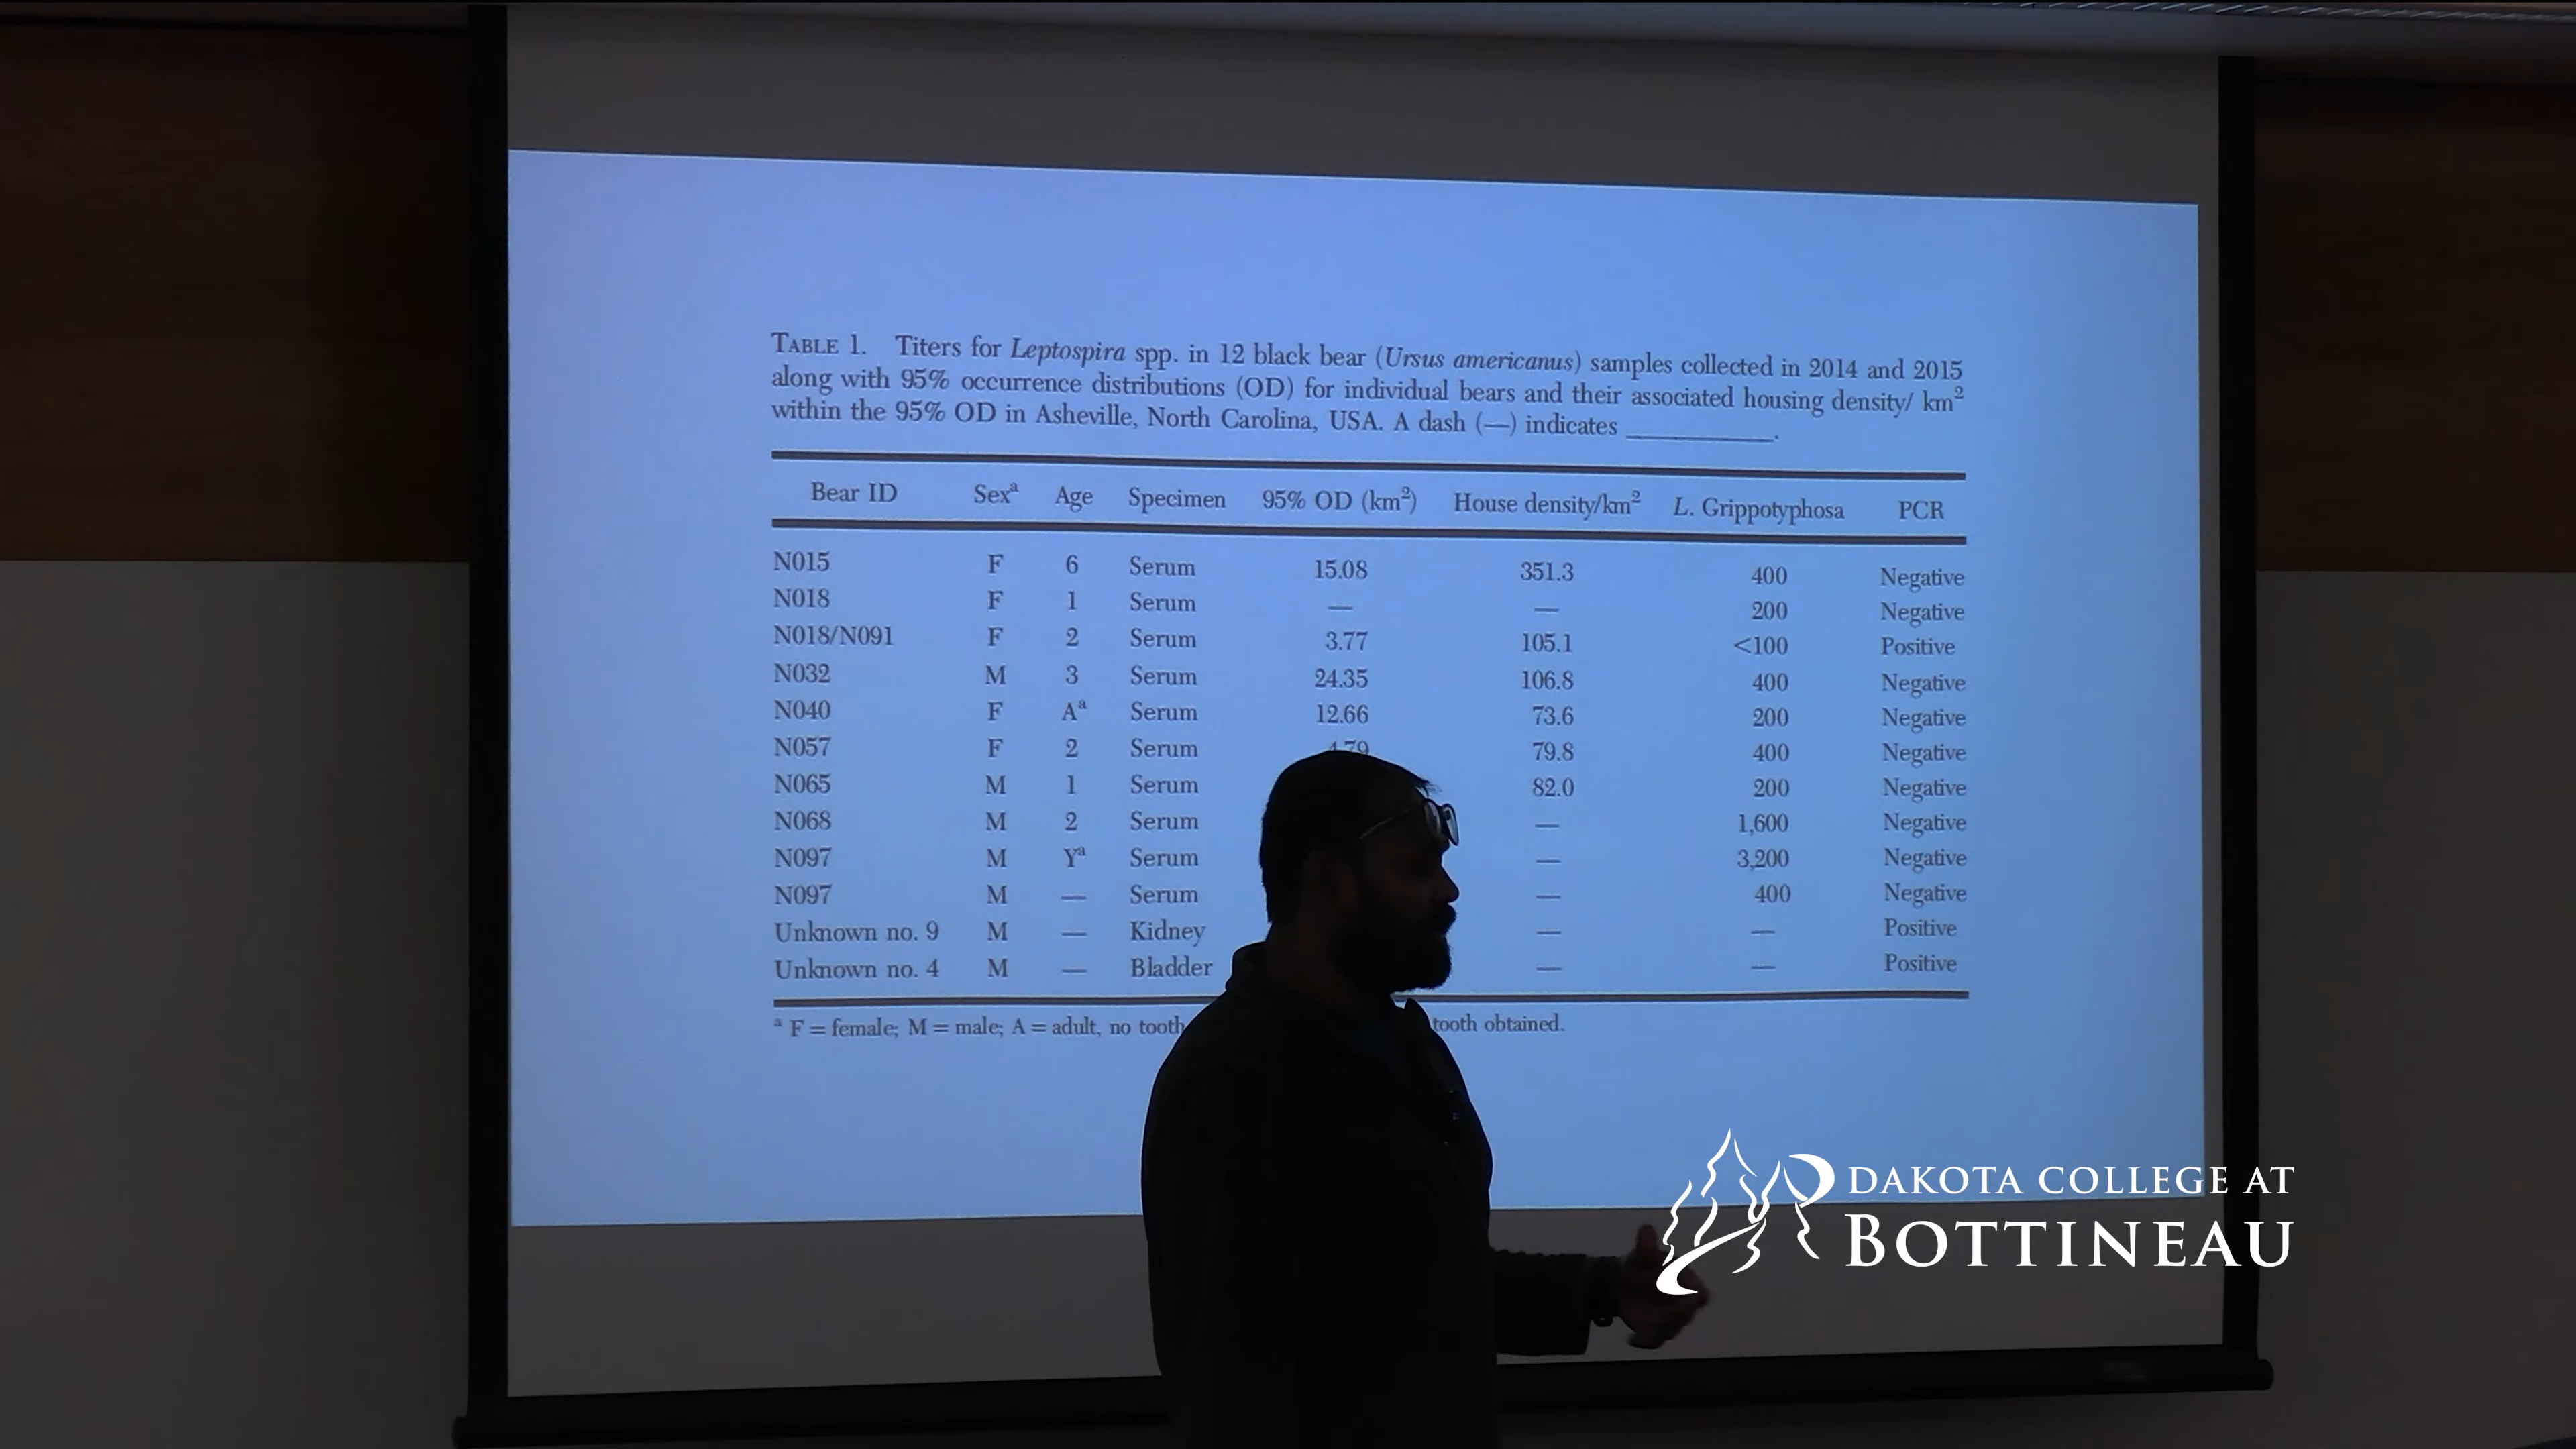 TABLE 1. Titers for Leptospira spp. in 12 black bear (Ursus americanus) samples collected in 2014 and 2015
along with 95% occurrence distributions (OD) for individual bears and their associated housing density/ km²
within the 95% OD in Asheville, North Carolina, USA. A dash (—) indicates ____________.
Bear ID Sexª Age Specimen 95% OD (km²) House density/km² L. Grippotyphosa PCR
N015 F 6 Serum 15.08 351.3 400 Negative
N018 F 1 Serum — — 200 Negative
N018/N091 F 2 Serum 3.77 105.1 <100 Positive
N032 M 3 Serum 24.35 106.8 400 Negative
N040 F Aª Serum 12.66 73.6 200 Negative
N057 F 2 Serum 4.79 79.8 400 Negative
N065 M 1 Serum 82.0 200 Negative
N068 M 2 Serum — 1,600 Negative
N097 M Yª Serum — 3,200 Negative
N097 M — Serum — 400 Negative
Unknown no. 9 M — Kidney — — Positive
Unknown no. 4 M — Bladder — — Positive
ª F = female; M = male; A = adult, no tooth tooth obtained.
DAKOTA COLLEGE AT
BOTTINEAU